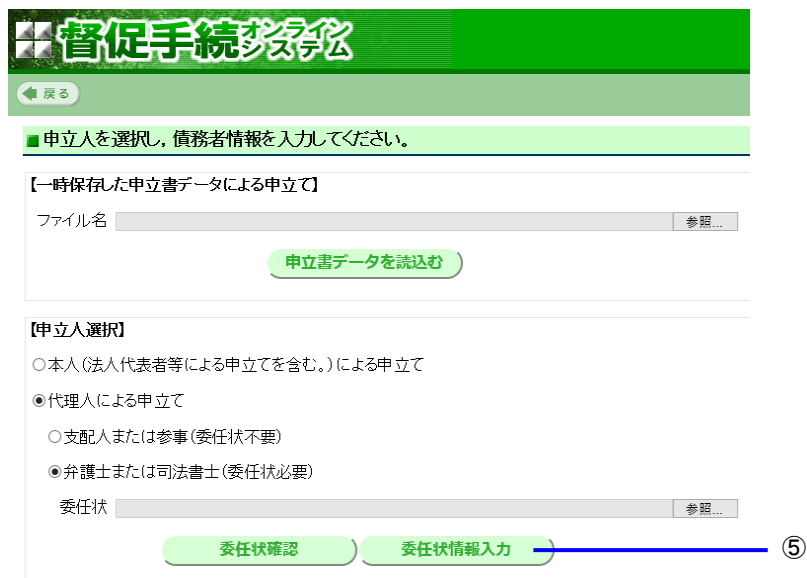 督促手続オンラインシステム
戻る
■申立人を選択し，債務者情報を入力してください。
【一時保存した申立書データによる申立て】
ファイル名 参照...
申立書データを読込む
【申立人選択】
○本人（法人代表者等による申立てを含む。）による申立て
◉代理人による申立て
○支配人または参事（委任状不要）
◉弁護士または司法書士（委任状必要）
委任状 参照...
委任状確認 委任状情報入力 ⑤